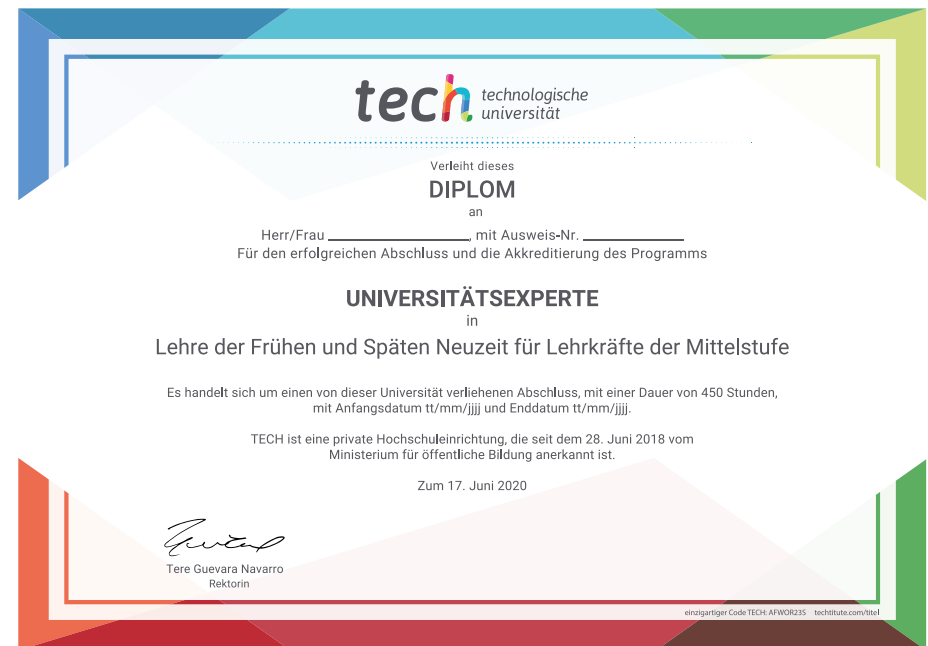 tech technologische
universität
Verleiht dieses
DIPLOM
an
Herr/Frau ____________, mit Ausweis-Nr. ____________
Für den erfolgreichen Abschluss und die Akkreditierung des Programms
UNIVERSITÄTSEXPERTE
in
Lehre der Frühen und Späten Neuzeit für Lehrkräfte der Mittelstufe
Es handelt sich um einen von dieser Universität verliehenen Abschluss, mit einer Dauer von 450 Stunden,
mit Anfangsdatum tt/mm/jjjj und Enddatum tt/mm/jjjj.
TECH ist eine private Hochschuleinrichtung, die seit dem 28. Juni 2018 vom
Ministerium für öffentliche Bildung anerkannt ist.
Zum 17. Juni 2020
Tere Guevara Navarro
Rektorin
einzigartiger Code TECH: AFWOR23S techtitute.com/titel